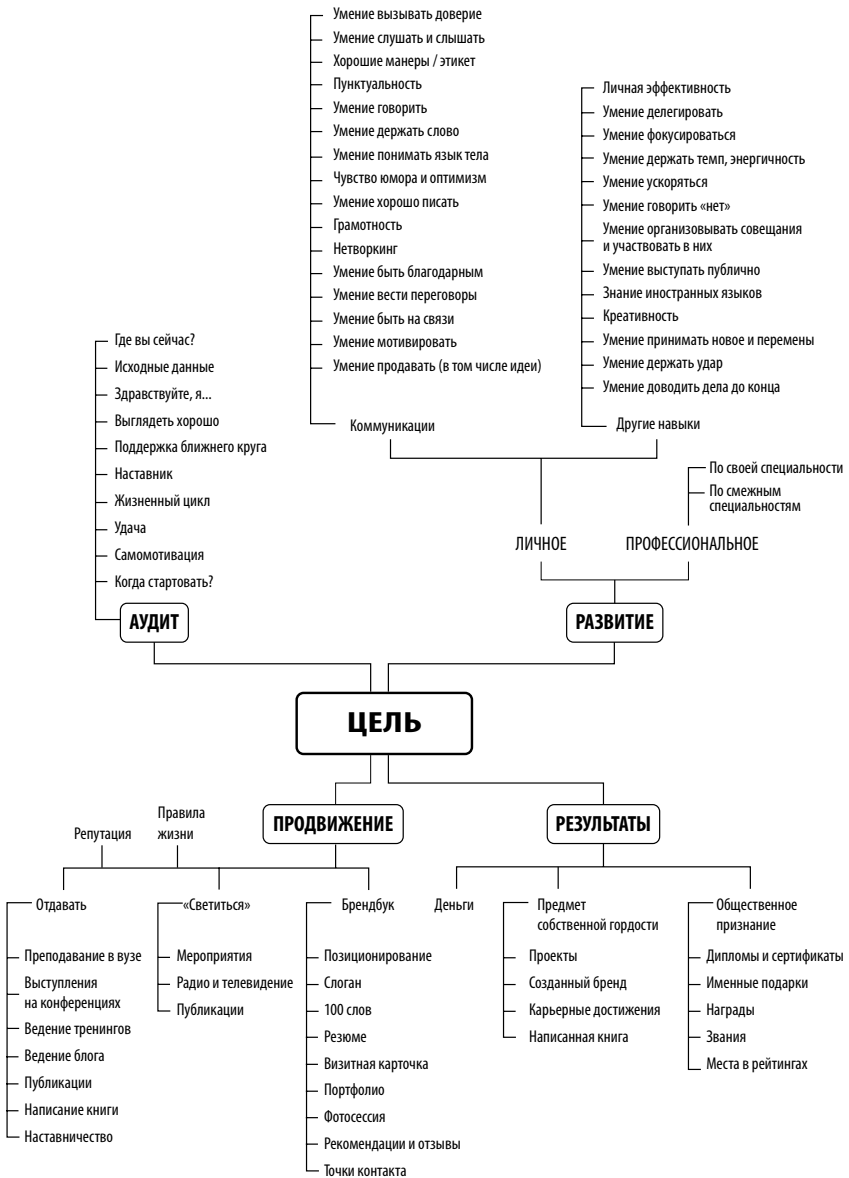 Умение вызывать доверие
Умение слушать и слышать
Хорошие манеры / этикет
Пунктуальность
Умение говорить
Умение держать слово
Умение понимать язык тела
Чувство юмора и оптимизм
Умение хорошо писать
Грамотность
Нетворкинг
Умение быть благодарным
Умение вести переговоры
Умение быть на связи
Умение мотивировать
Умение продавать (в том числе идеи)
Коммуникации
Личная эффективность
Умение делегировать
Умение фокусироваться
Умение держать темп, энергичность
Умение ускоряться
Умение говорить «нет»
Умение организовывать совещания
и участвовать в них
Умение выступать публично
Знание иностранных языков
Креативность
Умение принимать новое и перемены
Умение держать удар
Умение доводить дела до конца
Другие навыки
По своей специальности
По смежным
специальностям
ЛИЧНОЕ
ПРОФЕССИОНАЛЬНОЕ
Где вы сейчас?
Исходные данные
Здравствуйте, я...
Выглядеть хорошо
Поддержка ближнего круга
Наставник
Жизненный цикл
Удача
Самомотивация
Когда стартовать?
АУДИТ
РАЗВИТИЕ
ЦЕЛЬ
ПРОДВИЖЕНИЕ
РЕЗУЛЬТАТЫ
Репутация
Правила
жизни
Отдавать
Преподавание в вузе
Выступления
на конференциях
Ведение тренингов
Ведение блога
Публикации
Написание книги
Наставничество
«Светиться»
Мероприятия
Радио и телевидение
Публикации
Брендбук
Позиционирование
Слоган
100 слов
Резюме
Визитная карточка
Портфолио
Фотосессия
Рекомендации и отзывы
Точки контакта
Деньги
Предмет
собственной гордости
Проекты
Созданный бренд
Карьерные достижения
Написанная книга
Общественное
признание
Дипломы и сертификаты
Именные подарки
Награды
Звания
Места в рейтингах